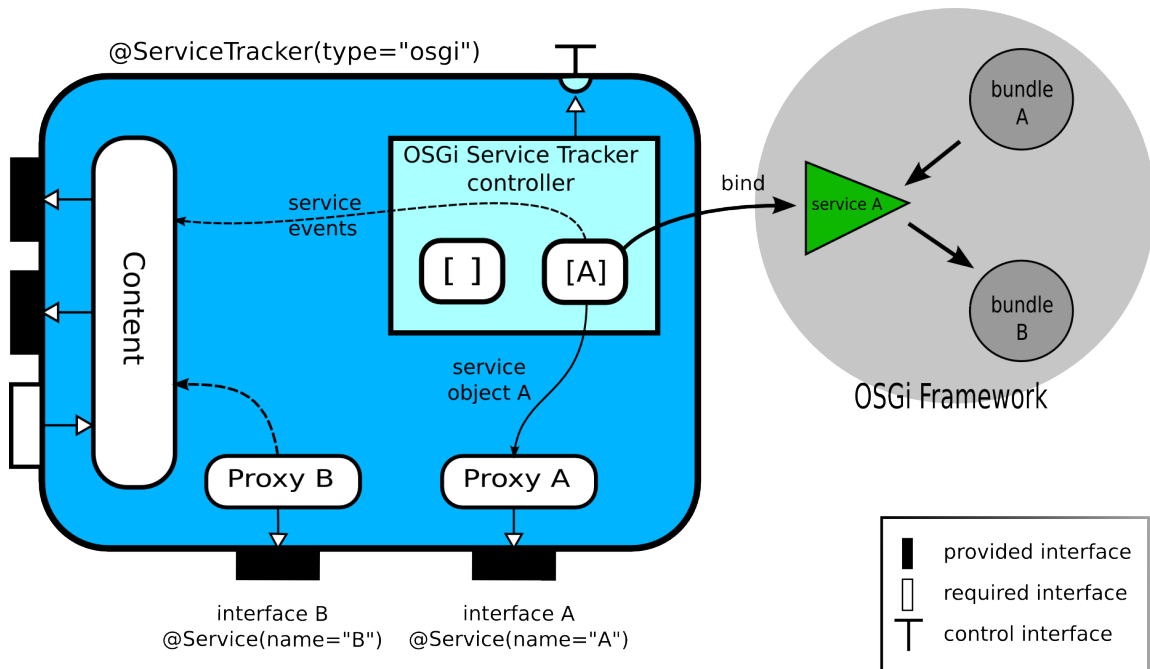 @ServiceTracker(type="osgi")
OSGi Service Tracker
controller
service
events
[ ]
[A]
bind
bundle
A
service A
bundle
B
OSGi Framework
Content
service
object A
Proxy B
Proxy A
interface B
@Service(name="B")
interface A
@Service(name="A")
provided interface
required interface
control interface